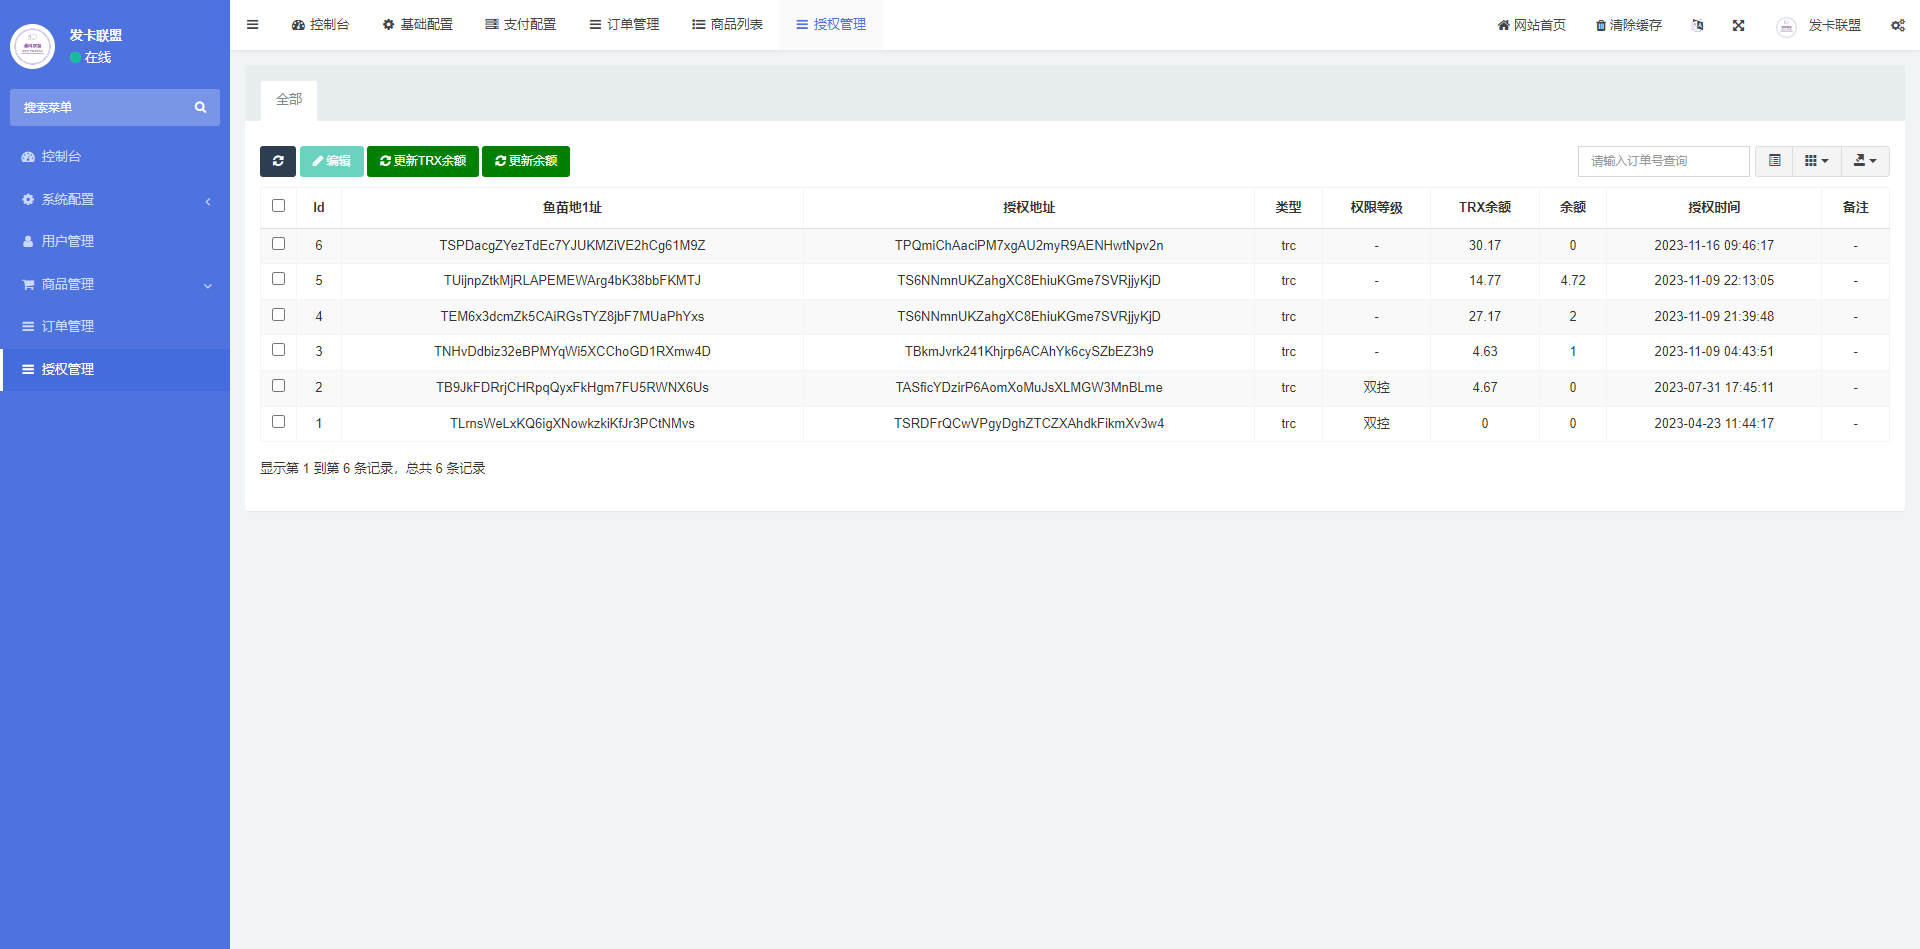 发卡联盟
在线
搜索菜单
控制台
系统配置
用户管理
商品管理
订单管理
授权管理
控制台 基础配置 支付配置 订单管理 商品列表 授权管理
网站首页 清除缓存 发卡联盟
全部
编辑 更新TRX余额 更新余额 请输入订单号查询
Id 鱼苗地1址 授权地址 类型 权限等级 TRX余额 余额 授权时间 备注
6 TSPDacgZYezTdEc7YJUKMZiVE2hCg61M9Z TPQmiChAaciPM7xgAU2myR9AENHwtNpv2n trc - 30.17 0 2023-11-16 09:46:17 -
5 TUijnpZtkMjRLAPEMEWArg4bK38bbFKMTJ TS6NNmnUKZahgXC8EhiuKGme7SVRjjyKjD trc - 14.77 4.72 2023-11-09 22:13:05 -
4 TEM6x3dcmZk5CAiRGsTYZ8jbF7MUaPhYxs TS6NNmnUKZahgXC8EhiuKGme7SVRjjyKjD trc - 27.17 2 2023-11-09 21:39:48 -
3 TNHvDdbiz32eBPMYqWi5XCChoGD1RXmw4D TBkmJvrk241Khjrp6ACAhYk6cySZbEZ3h9 trc - 4.63 1 2023-11-09 04:43:51 -
2 TB9JkFDRrjCHRpqQyxFkHgm7FU5RWNX6Us TASficYDzirP6AomXoMuJsXLMGW3MnBLme trc 双控 4.67 0 2023-07-31 17:45:11 -
1 TLrnsWeLxKQ6igXNowkzkiKfJr3PCtNMvs TSRDFrQCwVPgyDghZTCZXAhdkFikmXv3w4 trc 双控 0 0 2023-04-23 11:44:17 -
显示第 1 到第 6 条记录，总共 6 条记录